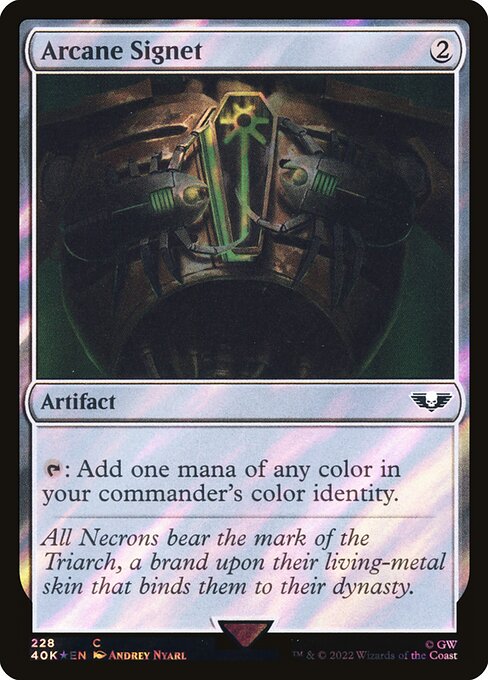 Arcane Signet 2
Artifact
: Add one mana of any color in
your commander's color identity.
All Necrons bear the mark of the
Triarch, a brand upon their living-metal
skin that binds them to their dynasty.
228 C © GW
40K★EN Andrey Nyarl ™ & © 2022 Wizards of the Coast